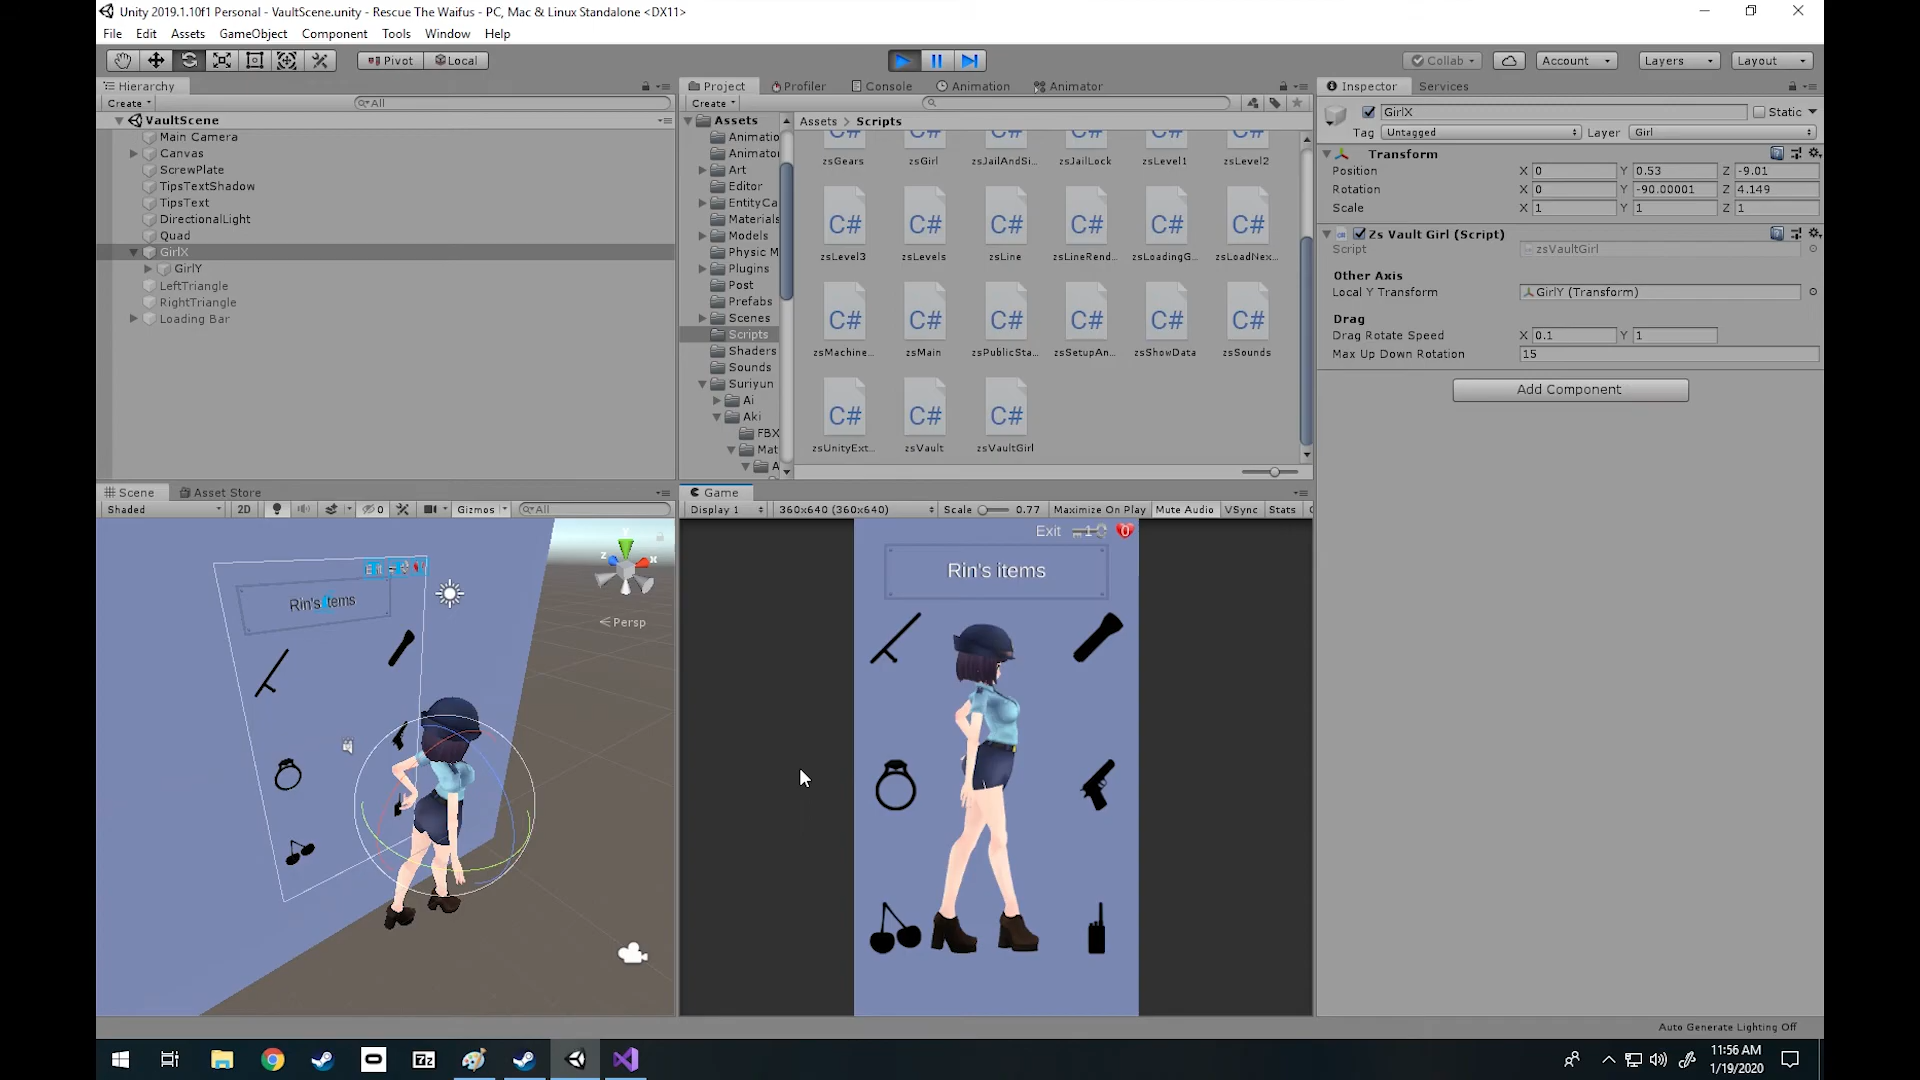 Unity 2019.1.10f1 Personal - VaultScene.unity - Rescue The Waifus - PC, Mac & Linux Standalone <DX11>
File Edit Assets GameObject Component Tools Window Help
Pivot Local Collab Account Layers Layout
Hierarchy
Create All
VaultScene
Main Camera
Canvas
ScrewPlate
TipsTextShadow
TipsText
DirectionalLight
Quad
GirlX
GirlY
LeftTriangle
RightTriangle
Loading Bar
Project Profiler Console Animation Animator
Create
Assets
Animatio
Animator
Art
Editor
EntityCa
Materials
Models
Physic M
Plugins
Post
Prefabs
Scenes
Scripts
Shaders
Sounds
Suriyun
Ai
Aki
FBX
Mat
A
Assets > Scripts
zsGears zsGirl zsJailAndSi... zsJailLock zsLevel1 zsLevel2
C# C# C# C# C# C#
zsLevel3 zsLevels zsLine zsLineRend... zsLoadingG... zsLoadNex...
C# C# C# C# C# C#
zsMachine... zsMain zsPublicSta... zsSetupAn... zsShowData zsSounds
C# C# C#
zsUnityExt... zsVault zsVaultGirl
Inspector Services
GirlX Static
Tag Untagged Layer Girl
Transform
Position X 0 Y 0.53 Z -9.01
Rotation X 0 Y -90.00001 Z 4.149
Scale X 1 Y 1 Z 1
Zs Vault Girl (Script)
Script zsVaultGirl
Other Axis
Local Y Transform GirlY (Transform)
Drag
Drag Rotate Speed X 0.1 Y 1
Max Up Down Rotation 15
Add Component
Scene Asset Store
Shaded 2D 0 Gizmos All
y
z x
Persp
Rin's items
Game
Display 1 360x640 (360x640) Scale 0.77 Maximize On Play Mute Audio VSync Stats
Exit 1 0
Rin's items
Auto Generate Lighting Off
7z
11:56 AM
1/19/2020